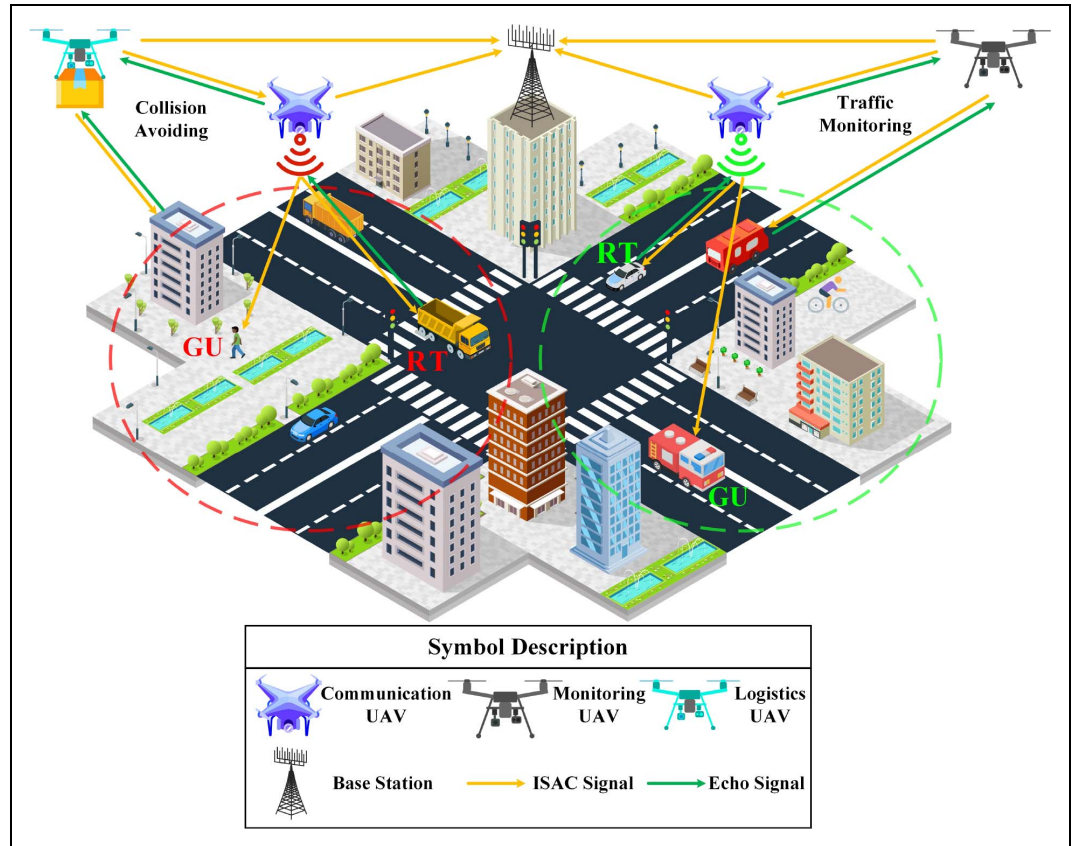 Collision
Avoiding
Traffic
Monitoring
RT
GU
RT
GU
Symbol Description
Communication
UAV
Monitoring
UAV
Logistics
UAV
Base Station
ISAC Signal
Echo Signal